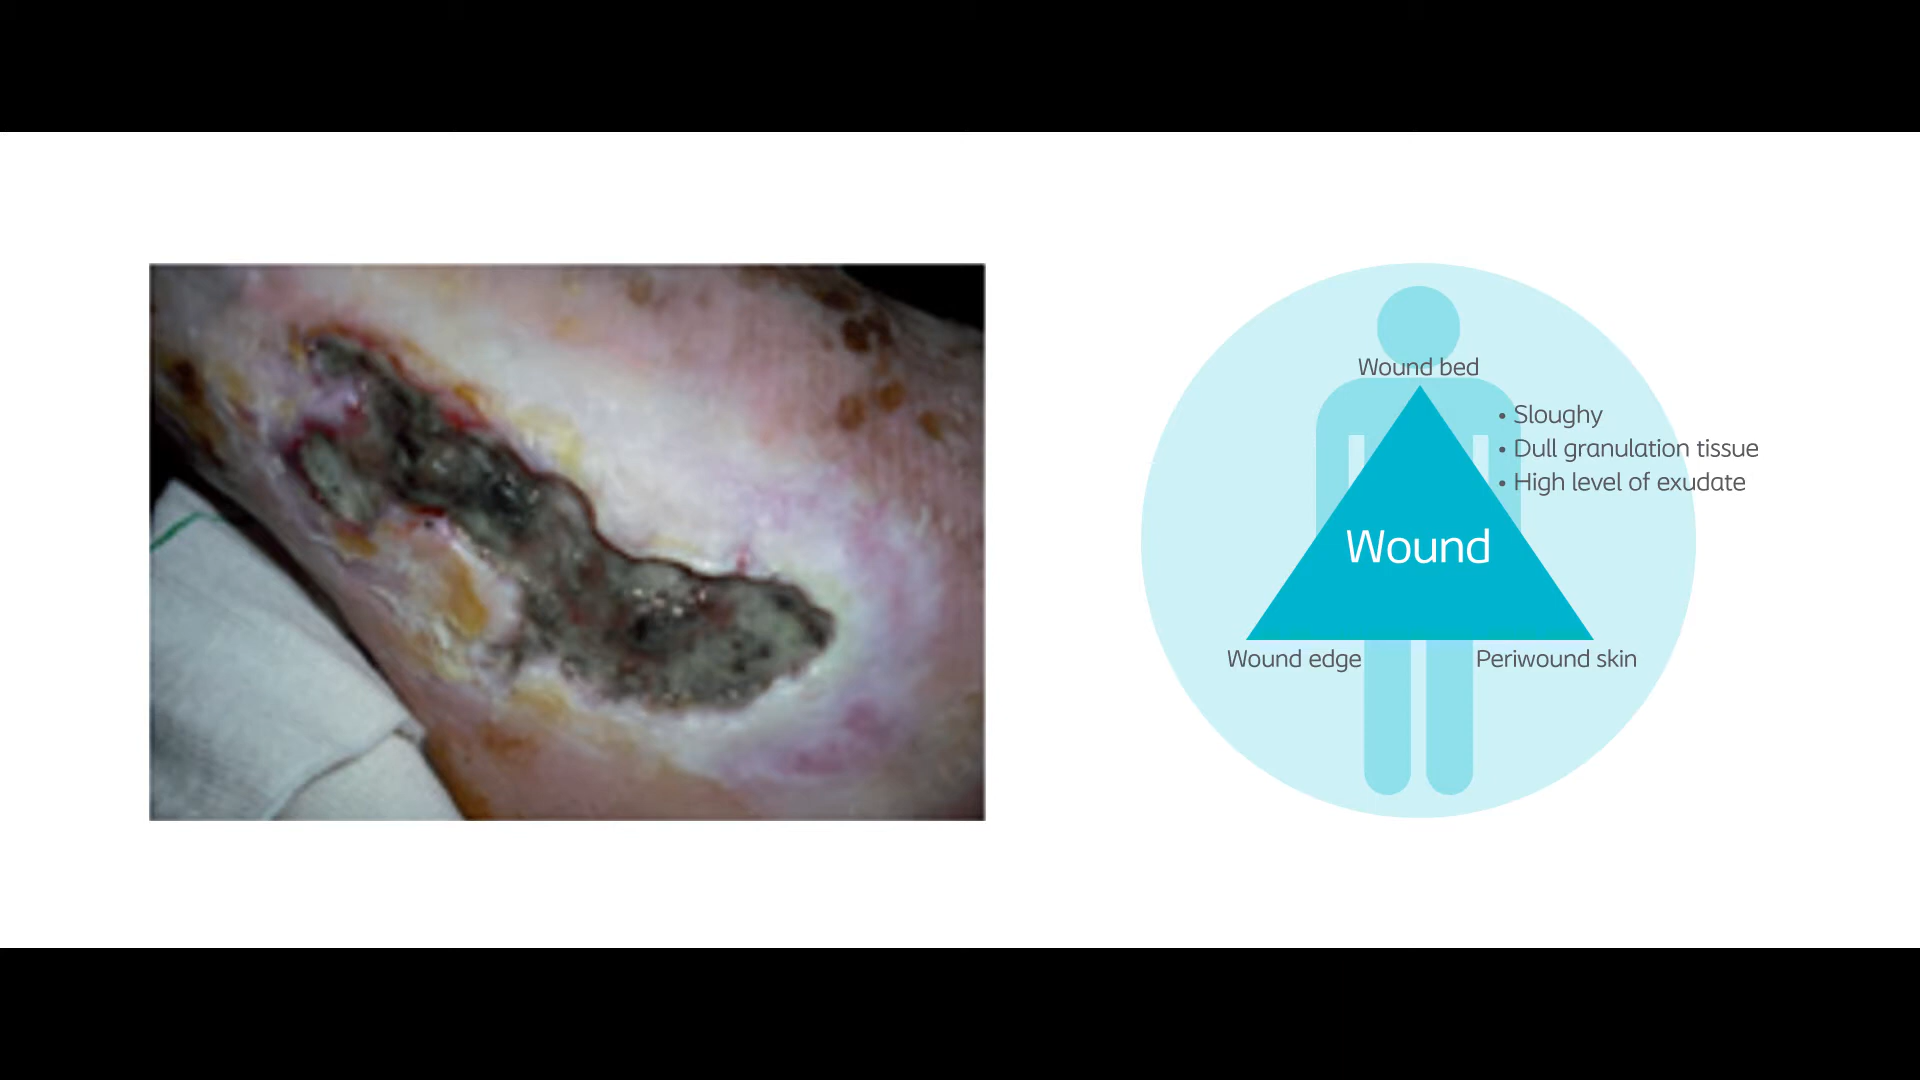 Wound bed
• Sloughy
• Dull granulation tissue
• High level of exudate
Wound
Wound edge
Periwound skin